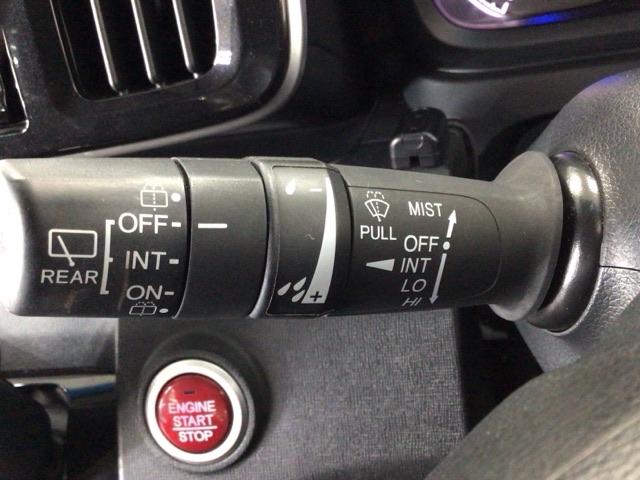 REAR
OFF
INT
ON
- 
+
PULL
MIST
OFF
INT
LO
HI
ENGINE
START
STOP